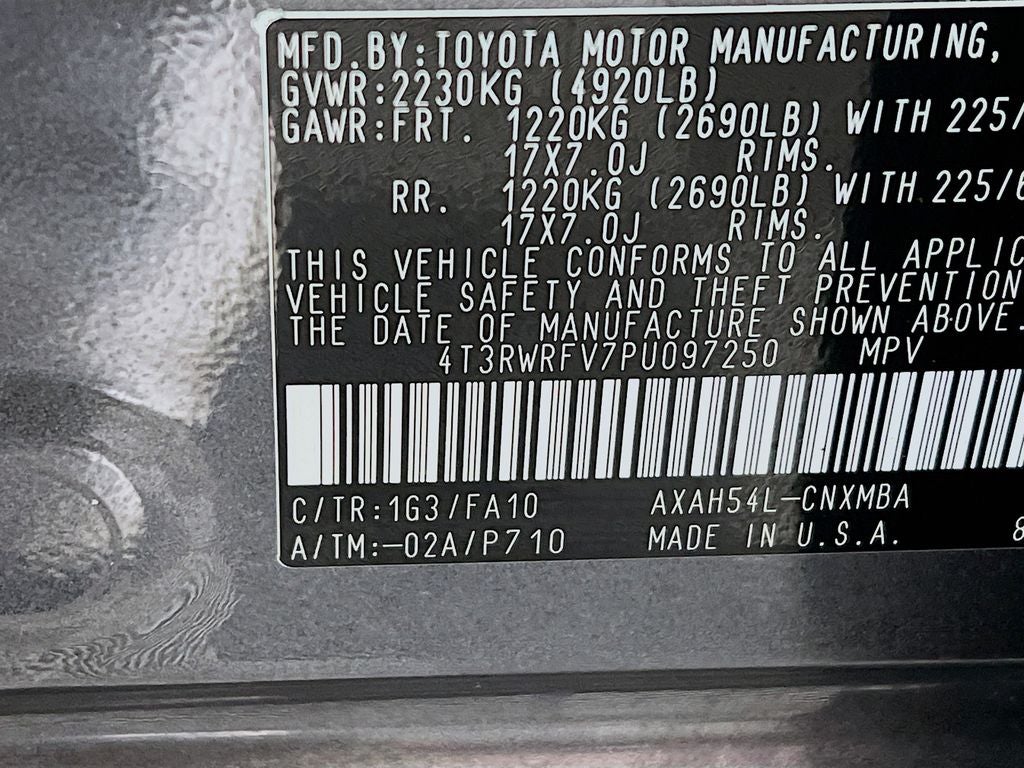 MFD.BY:TOYOTA MOTOR MANUFACTURING,
GVWR:2230KG (4920LB)
GAWR:FRT. 1220KG (2690LB) WITH 225/
17X7.0J RIMS.
RR. 1220KG (2690LB) WITH 225/6
17X7.0J RIMS.
THIS VEHICLE CONFORMS TO ALL APPLIC
VEHICLE SAFETY AND THEFT PREVENTION
THE DATE OF MANUFACTURE SHOWN ABOVE.
4T3RWRFV7PU097250 MPV
C/TR:1G3/FA10 AXAH54L-CNXMBA
A/TM:-02A/P710 MADE IN U.S.A. 8